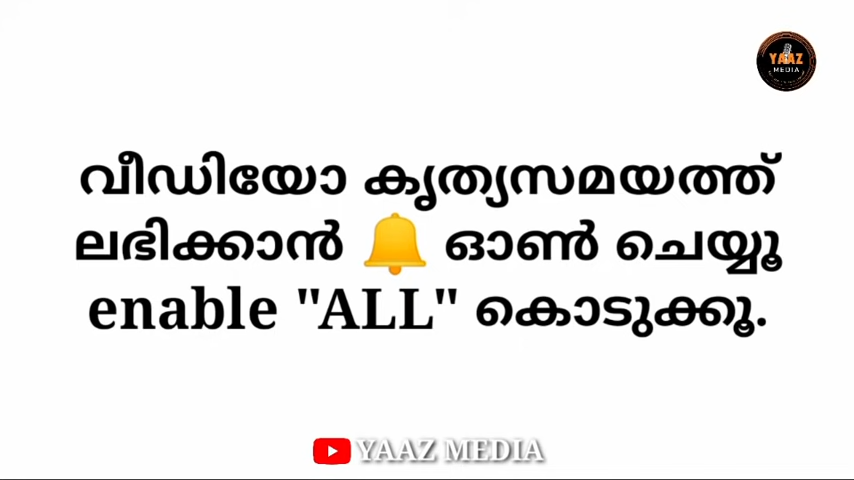 YAAZ
MEDIA
വീഡിയോ കൃത്യസമയത്ത്
ലഭിക്കാൻ 🔔 ഓൺ ചെയ്യൂ
enable "ALL" കൊടുക്കൂ.
YAAZ MEDIA